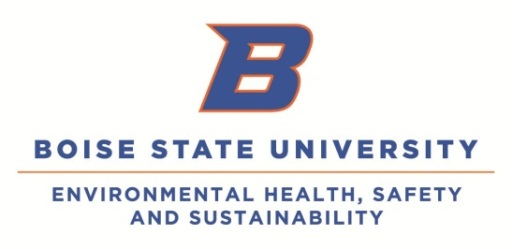 B
BOISE STATE UNIVERSITY
ENVIRONMENTAL HEALTH, SAFETY
AND SUSTAINABILITY